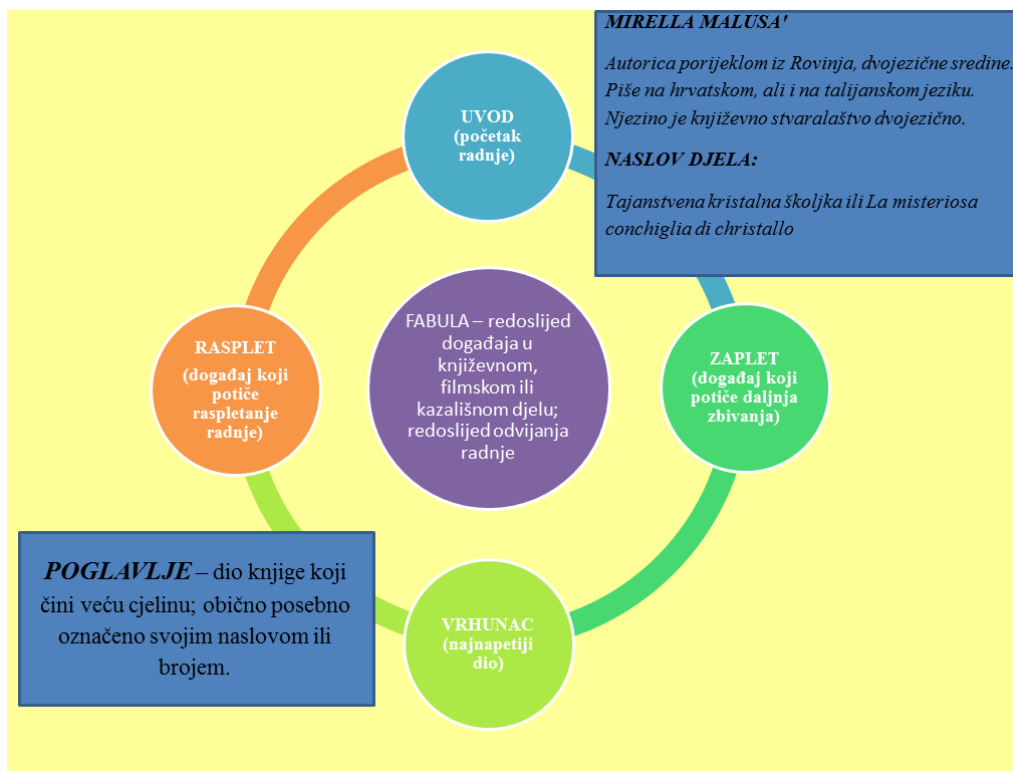 MIRELLA MALUSA'
Autorica porijeklom iz Rovinja, dvojezične sredine.
Piše na hrvatskom, ali i na talijanskom jeziku.
Njezino je književno stvaralaštvo dvojezično.
NASLOV DJELA:
Tajanstvena kristalna školjka ili La misteriosa
conchiglia di christallo
UVOD
(početak
radnje)
ZAPLET
(događaj koji
potiče daljnja
zbivanja)
FABULA – redoslijed
događaja u
književnom,
filmskom ili
kazališnom djelu;
redoslijed odvijanja
radnje
RASPLET
(događaj koji
potiče
raspletanje
radnje)
VRHUNAC
(najnapetiji
dio)
POGLAVLJE – dio knjige koji
čini veću cjelinu; obično posebno
označeno svojim naslovom ili
brojem.